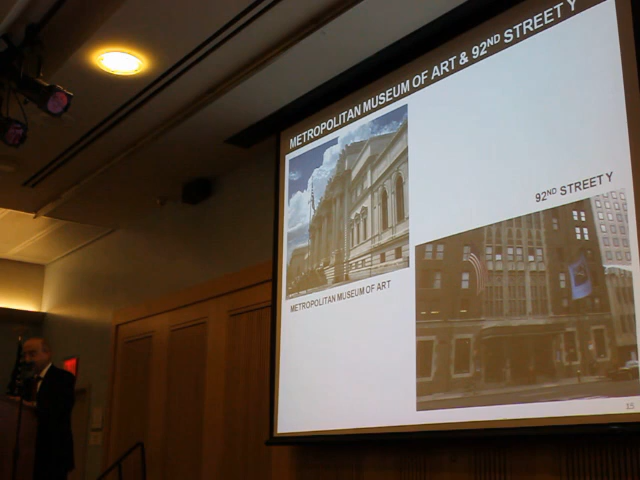 METROPOLITAN MUSEUM OF ART & 92ND STREET Y
92ND STREET Y
METROPOLITAN MUSEUM OF ART
15